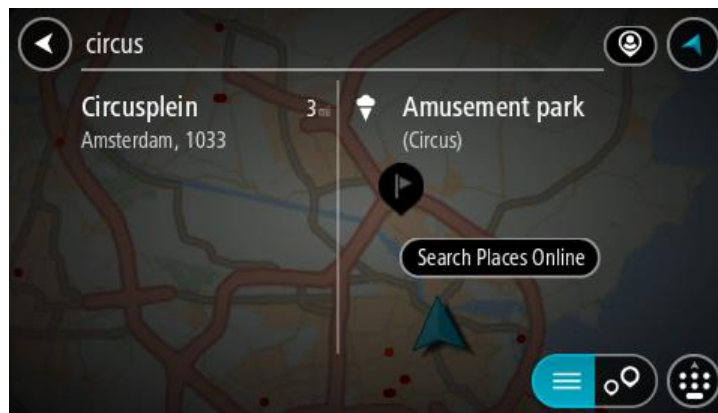 circus
Circusplein 3 mi
Amsterdam, 1033
Amusement park
(Circus)
Search Places Online